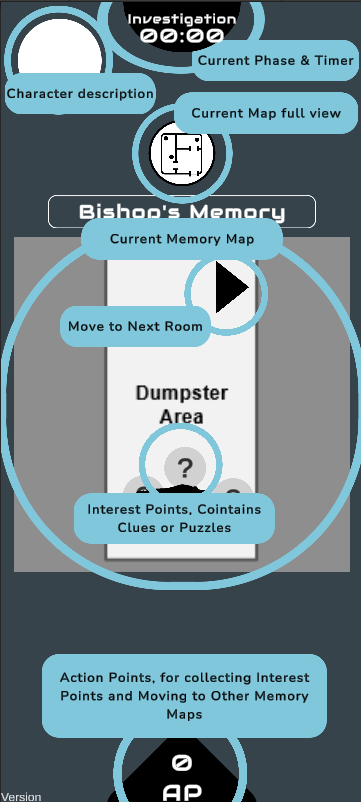 Investigation
00:00
Current Phase & Timer
Character description
Current Map full view
Bishop's Memory
Current Memory Map
Move to Next Room
Dumpster
Area
?
Interest Points, Cointains
Clues or Puzzles
Action Points, for collecting Interest
Points and Moving to Other Memory
Maps
0
AP
Version